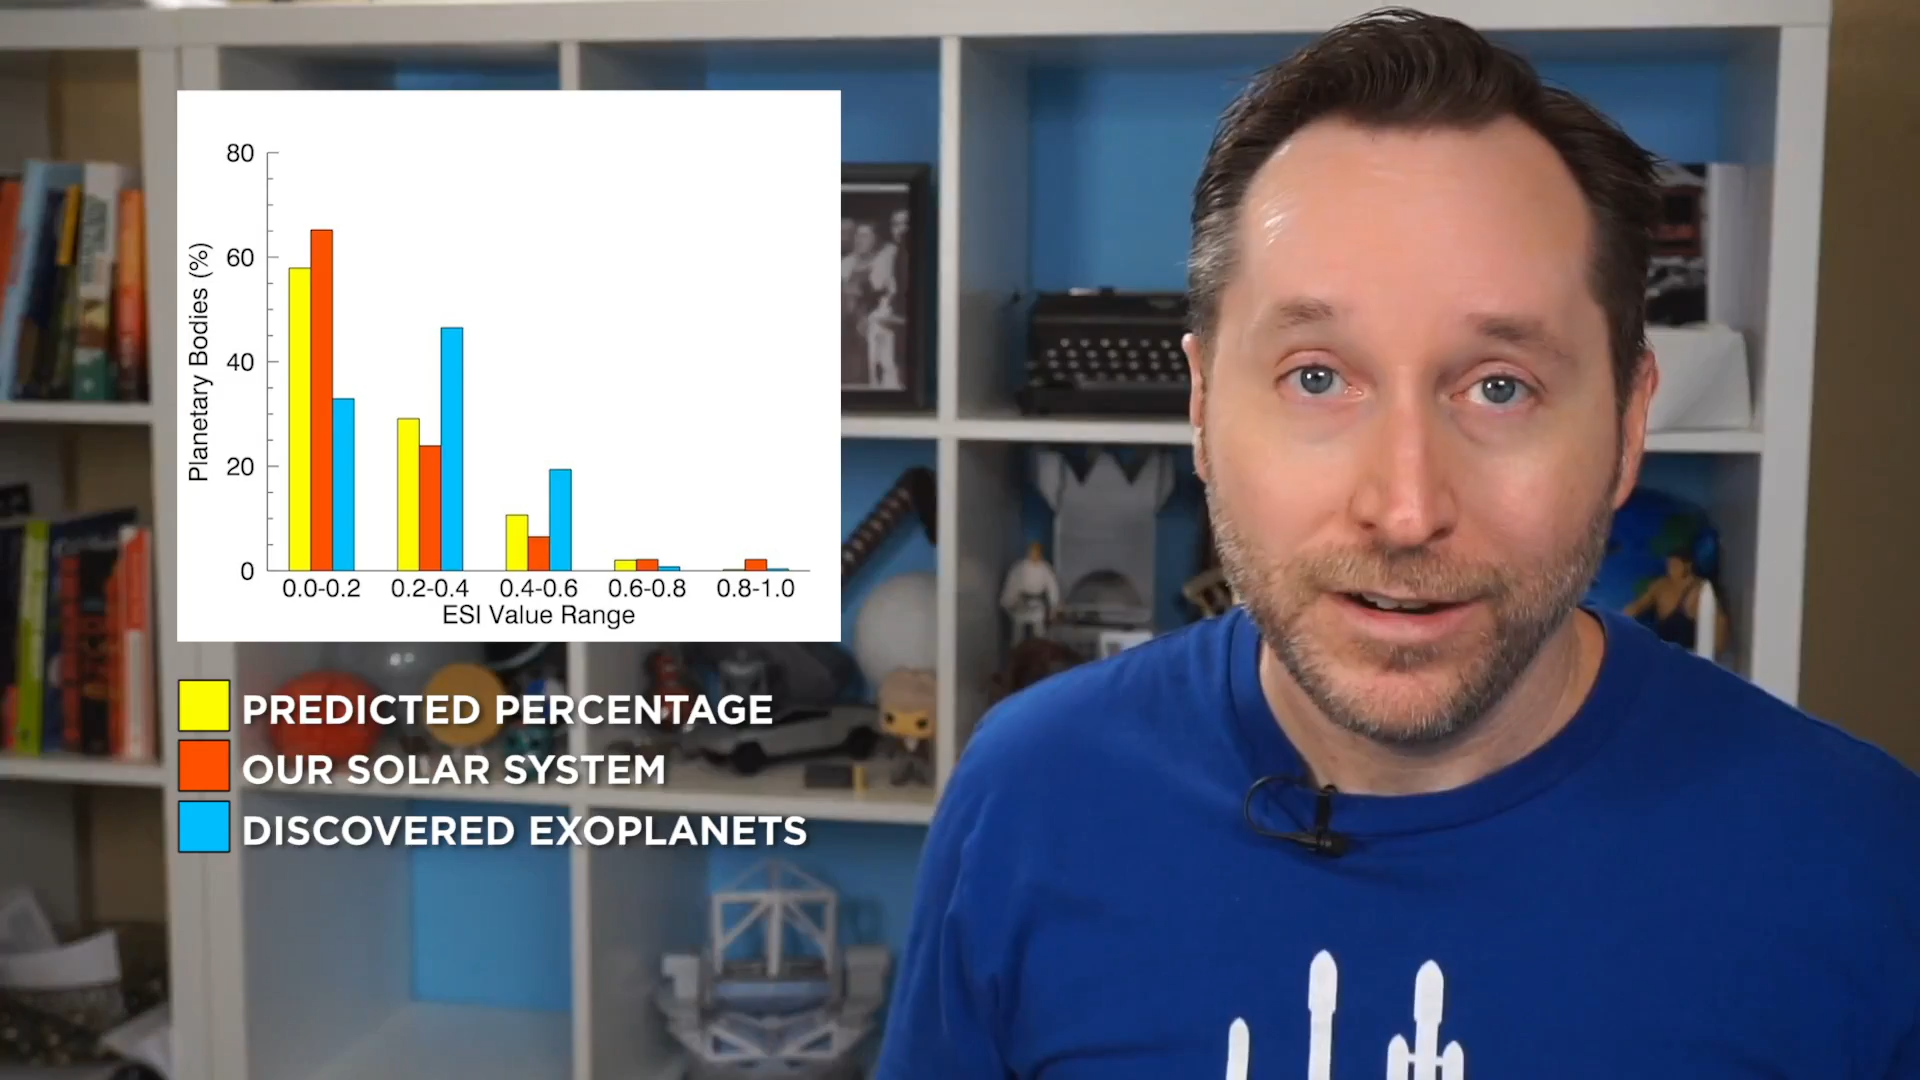 80
60
40
20
0
Planetary Bodies (%)
0.0-0.2 0.2-0.4 0.4-0.6 0.6-0.8 0.8-1.0
ESI Value Range
PREDICTED PERCENTAGE
OUR SOLAR SYSTEM
DISCOVERED EXOPLANETS